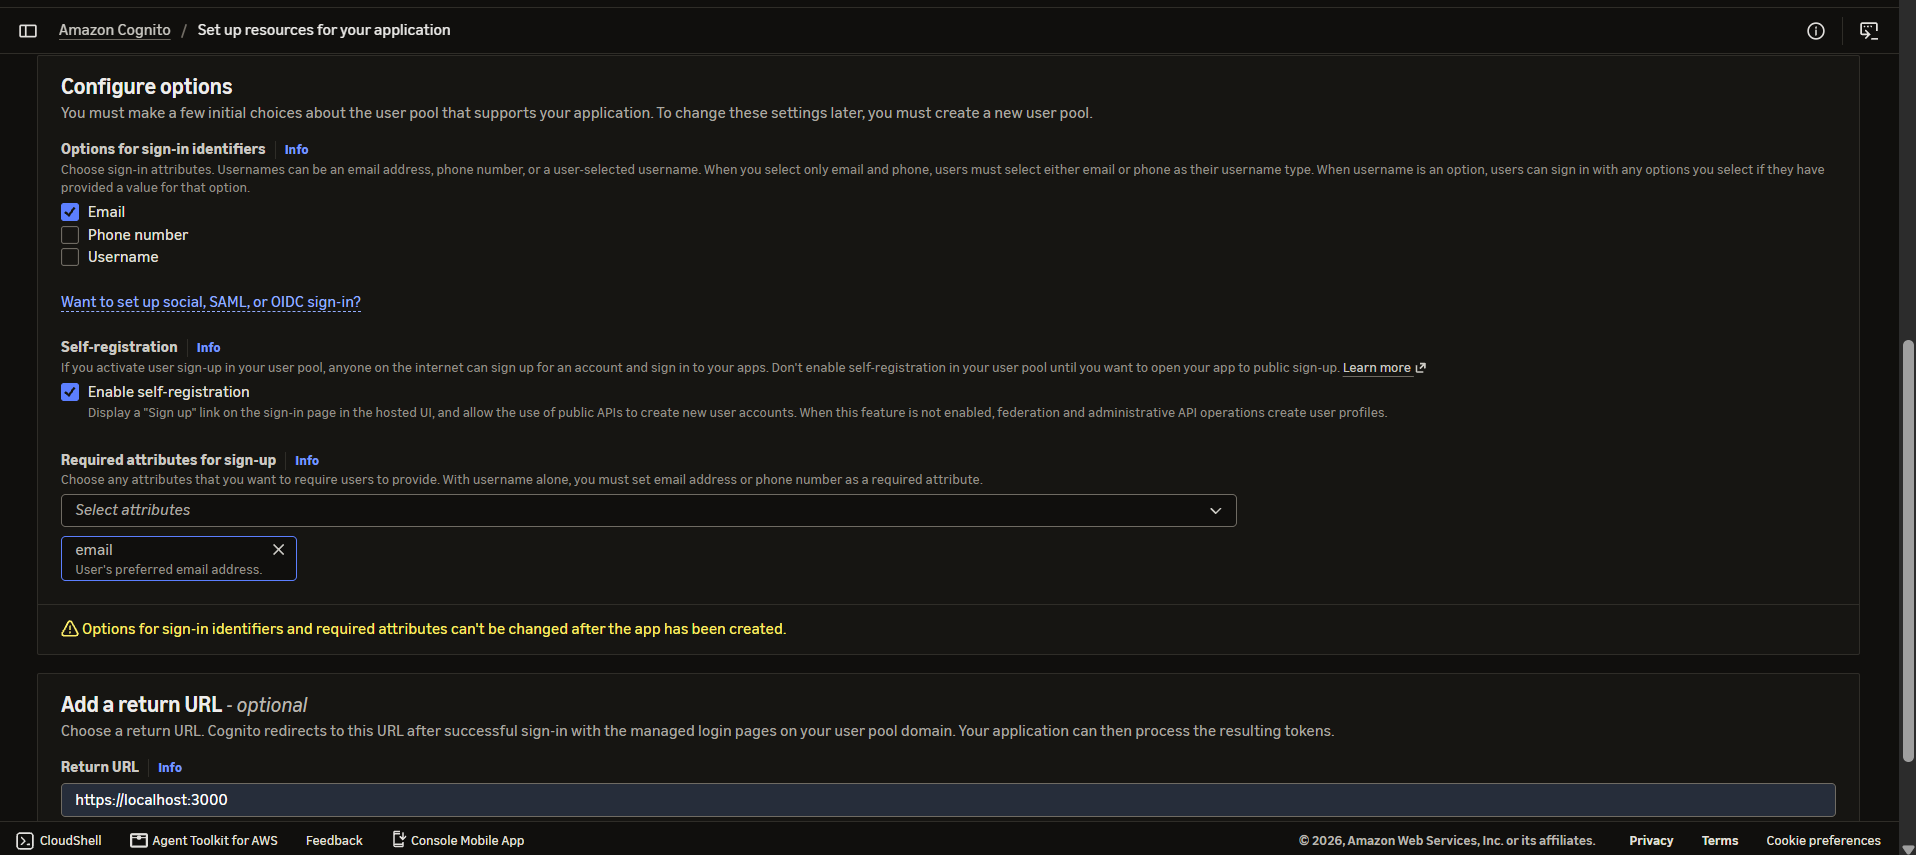 Amazon Cognito / Set up resources for your application
Configure options
You must make a few initial choices about the user pool that supports your application. To change these settings later, you must create a new user pool.
Options for sign-in identifiers Info
Choose sign-in attributes. Usernames can be an email address, phone number, or a user-selected username. When you select only email and phone, users must select either email or phone as their username type. When username is an option, users can sign in with any options you select if they have
provided a value for that option.
Email
Phone number
Username
Want to set up social, SAML, or OIDC sign-in?
Self-registration Info
If you activate user sign-up in your user pool, anyone on the internet can sign up for an account and sign in to your apps. Don't enable self-registration in your user pool until you want to open your app to public sign-up. Learn more
Enable self-registration
Display a "Sign up" link on the sign-in page in the hosted UI, and allow the use of public APIs to create new user accounts. When this feature is not enabled, federation and administrative API operations create user profiles.
Required attributes for sign-up Info
Choose any attributes that you want to require users to provide. With username alone, you must set email address or phone number as a required attribute.
Select attributes
email
User's preferred email address.
Options for sign-in identifiers and required attributes can't be changed after the app has been created.
Add a return URL - optional
Choose a return URL. Cognito redirects to this URL after successful sign-in with the managed login pages on your user pool domain. Your application can then process the resulting tokens.
Return URL Info
https://localhost:3000
CloudShell Agent Toolkit for AWS Feedback Console Mobile App © 2026, Amazon Web Services, Inc. or its affiliates. Privacy Terms Cookie preferences